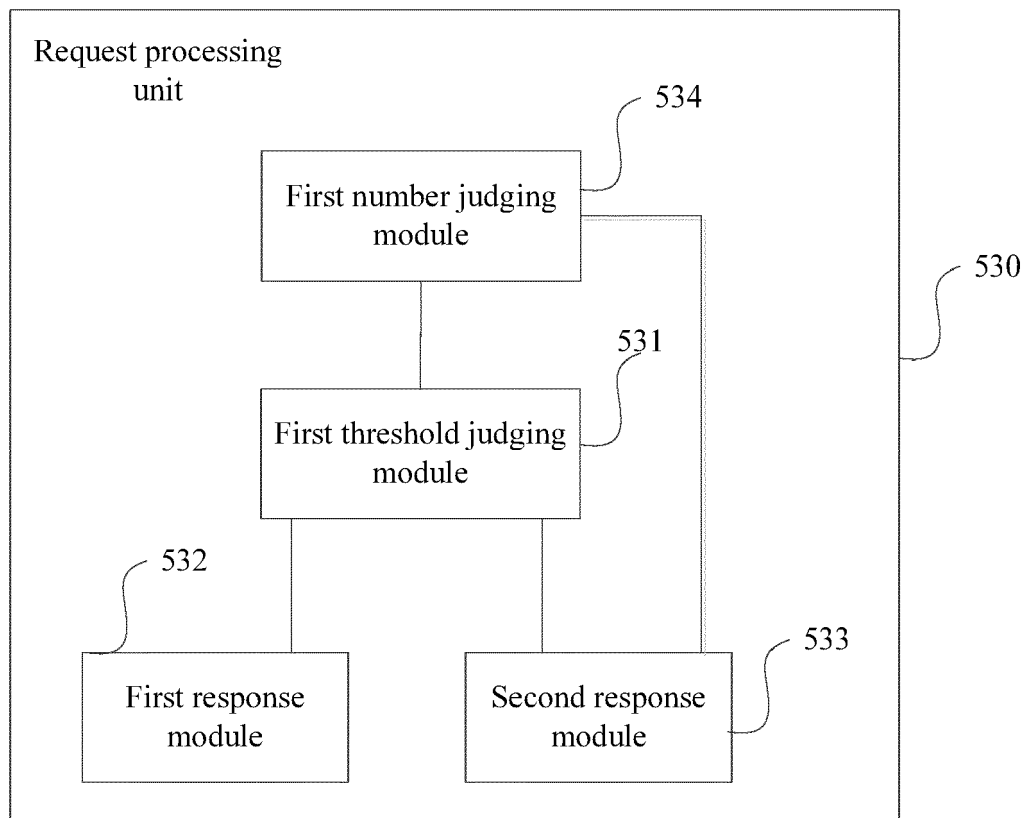 Request processing
unit
534
First number judging
module
530
531
First threshold judging
module
532
First response
module
533
Second response
module